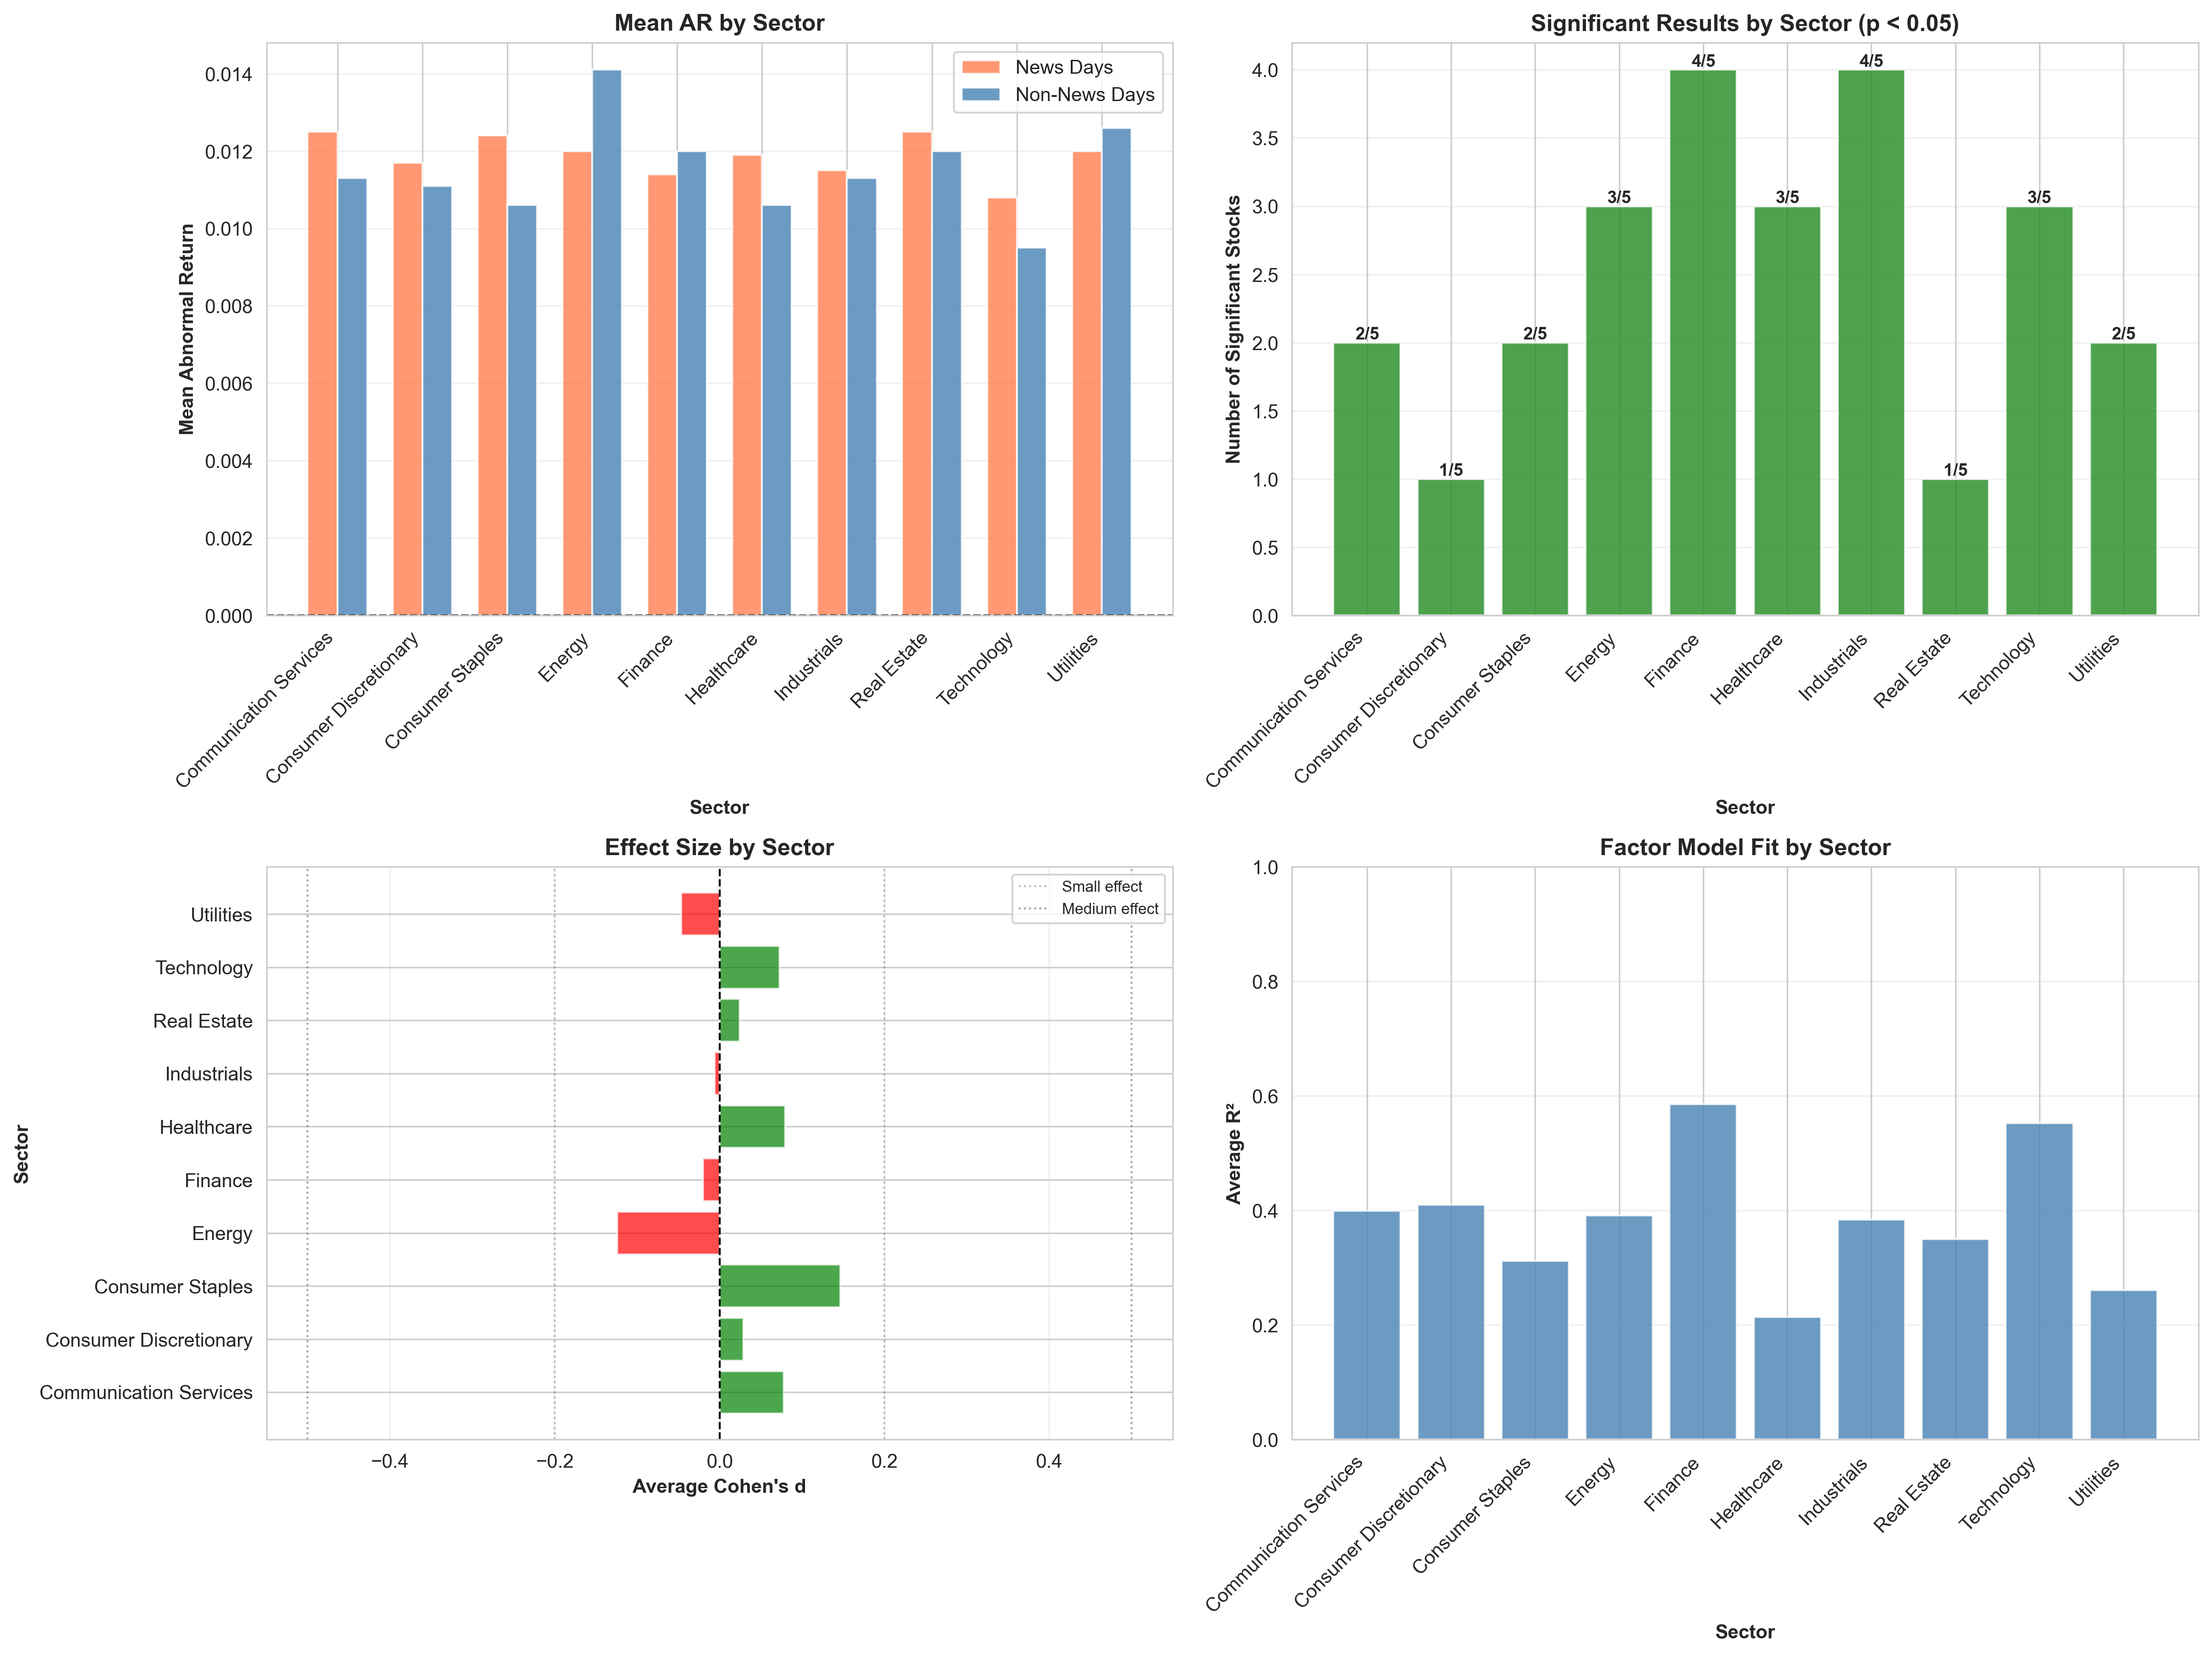 Mean AR by Sector
News Days
Non-News Days
Mean Abnormal Return
0.014
0.012
0.010
0.008
0.006
0.004
0.002
0.000
Communication Services
Consumer Discretionary
Consumer Staples
Energy
Finance
Healthcare
Industrials
Real Estate
Technology
Utilities
Sector
Significant Results by Sector (p < 0.05)
Number of Significant Stocks
4.0
3.5
3.0
2.5
2.0
1.5
1.0
0.5
0.0
2/5
1/5
2/5
3/5
4/5
3/5
4/5
1/5
3/5
2/5
Communication Services
Consumer Discretionary
Consumer Staples
Energy
Finance
Healthcare
Industrials
Real Estate
Technology
Utilities
Sector
Effect Size by Sector
Small effect
Medium effect
Sector
Utilities
Technology
Real Estate
Industrials
Healthcare
Finance
Energy
Consumer Staples
Consumer Discretionary
Communication Services
−0.4
−0.2
0.0
0.2
0.4
Average Cohen's d
Factor Model Fit by Sector
Average R²
1.0
0.8
0.6
0.4
0.2
0.0
Communication Services
Consumer Discretionary
Consumer Staples
Energy
Finance
Healthcare
Industrials
Real Estate
Technology
Utilities
Sector